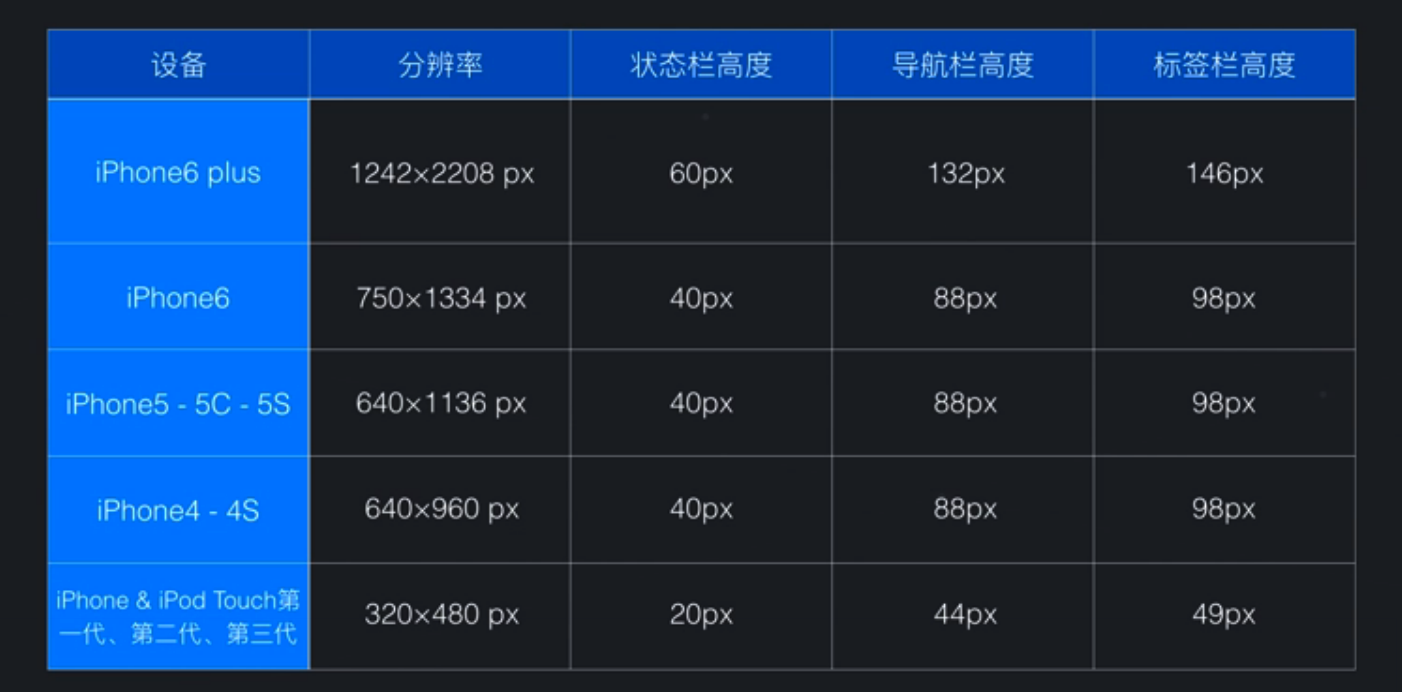 设备 分辨率 状态栏高度 导航栏高度 标签栏高度
iPhone6 plus 1242×2208 px 60px 132px 146px
iPhone6 750×1334 px 40px 88px 98px
iPhone5 - 5C - 5S 640×1136 px 40px 88px 98px
iPhone4 - 4S 640×960 px 40px 88px 98px
iPhone & iPod Touch第
一代、第二代、第三代 320×480 px 20px 44px 49px